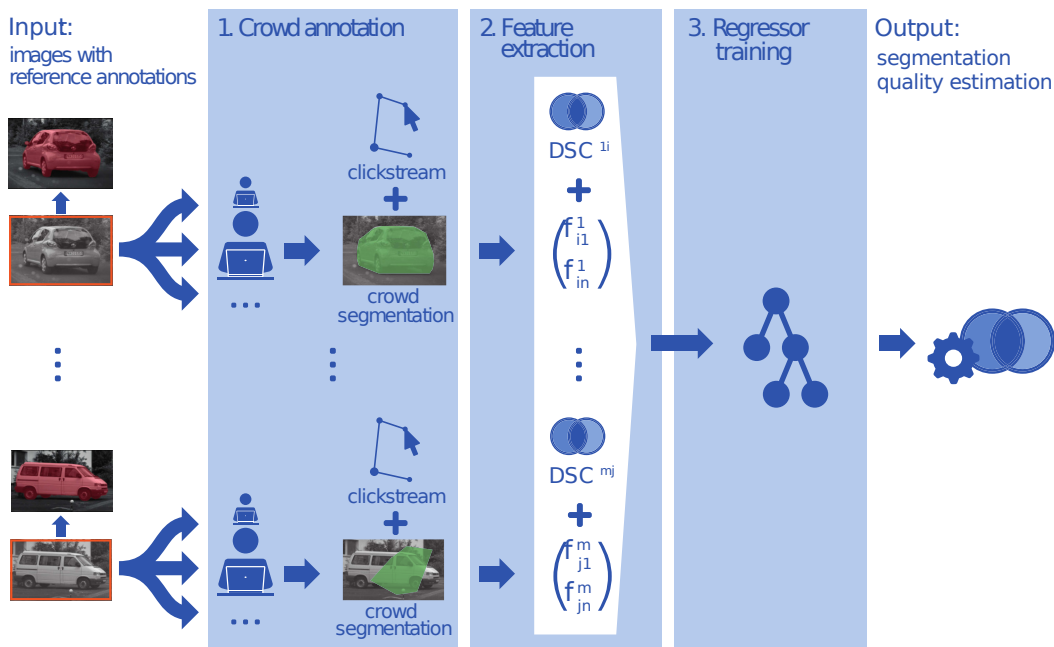 Input:
images with
reference annotations
1. Crowd annotation
clickstream
crowd
segmentation
clickstream
crowd
segmentation
2. Feature
extraction
DSC 1i
f 1 i1
f 1 in
DSC mj
f m j1
f m jn
3. Regressor
training
Output:
segmentation
quality estimation